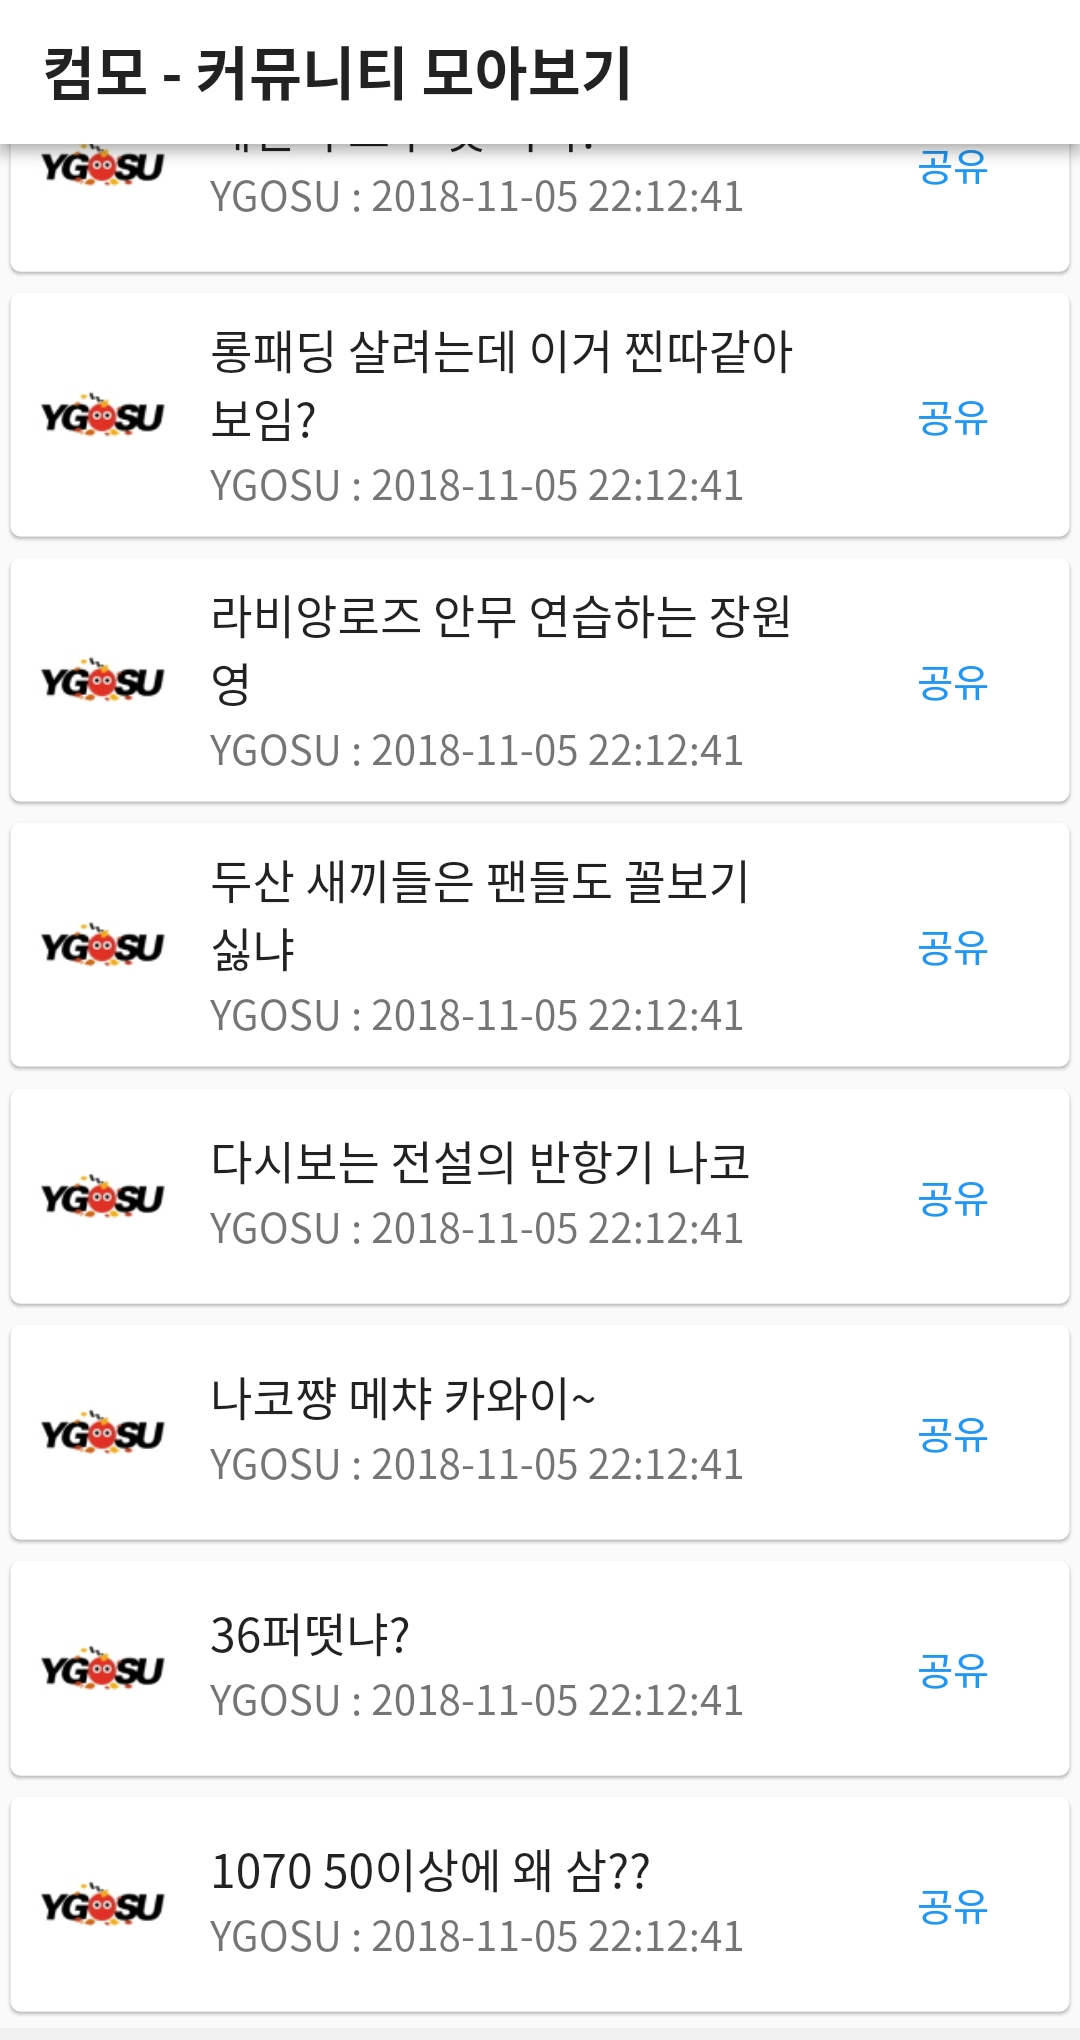 컴모 - 커뮤니티 모아보기
YGOSU
공유
YGOSU : 2018-11-05 22:12:41
롱패딩 살려는데 이거 찐따같아
보임?
YGOSU
공유
YGOSU : 2018-11-05 22:12:41
라비앙로즈 안무 연습하는 장원
영
YGOSU
공유
YGOSU : 2018-11-05 22:12:41
두산 새끼들은 팬들도 꼴보기
싫냐
YGOSU
공유
YGOSU : 2018-11-05 22:12:41
다시보는 전설의 반항기 나코
YGOSU
공유
YGOSU : 2018-11-05 22:12:41
나코쨩 메챠 카와이~
YGOSU
공유
YGOSU : 2018-11-05 22:12:41
36퍼떳냐?
YGOSU
공유
YGOSU : 2018-11-05 22:12:41
1070 50이상에 왜 삼??
YGOSU
공유
YGOSU : 2018-11-05 22:12:41